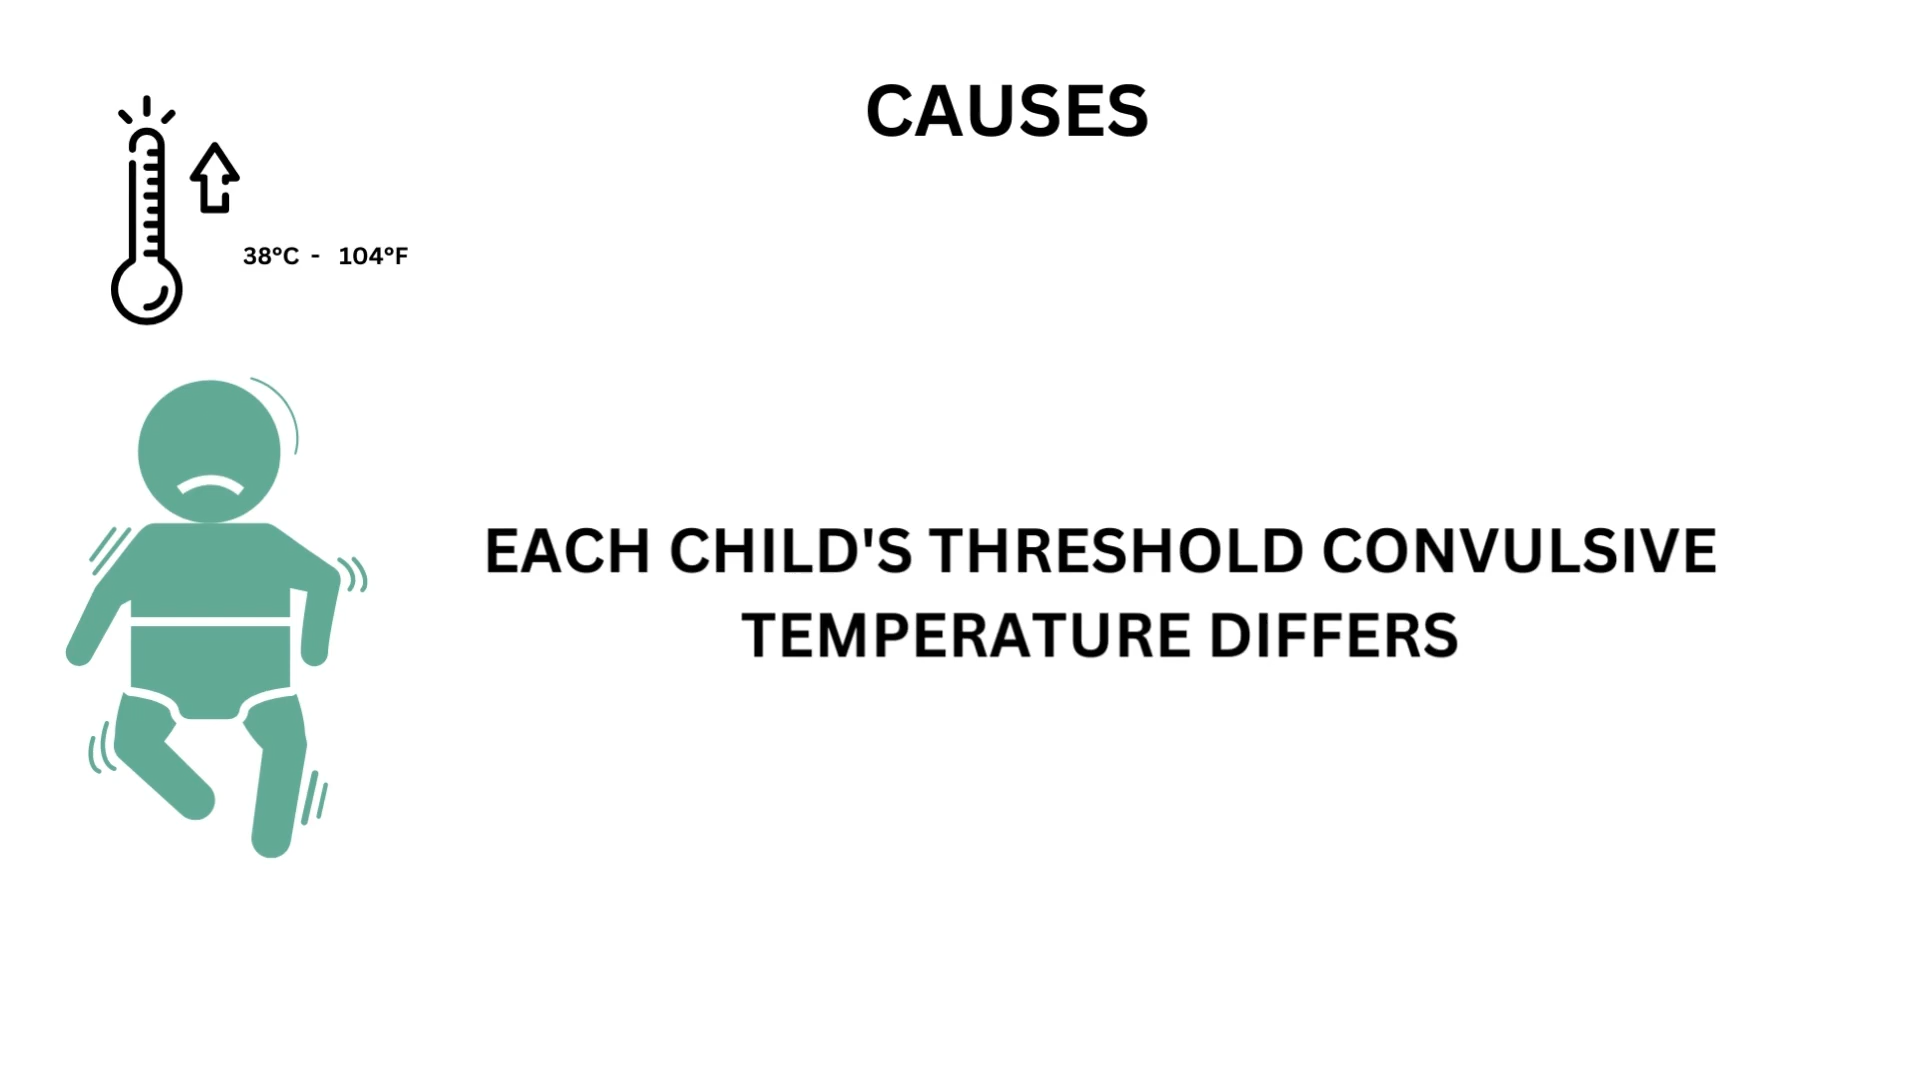 CAUSES
38°C - 104°F
EACH CHILD'S THRESHOLD CONVULSIVE
TEMPERATURE DIFFERS